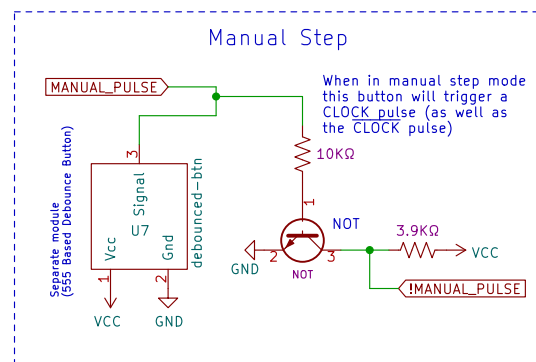 Manual Step
MANUAL_PULSE
When in manual step mode
this button will trigger a
CLOCK pulse (as well as
the CLOCK pulse)
10KΩ
3
Signal
U7
Vcc
Gnd
debounced-btn
Separate module
(555 Based Debounce Button)
1
2
VCC
GND
1
NOT
2
3
GND
NOT
3.9KΩ
VCC
!MANUAL_PULSE